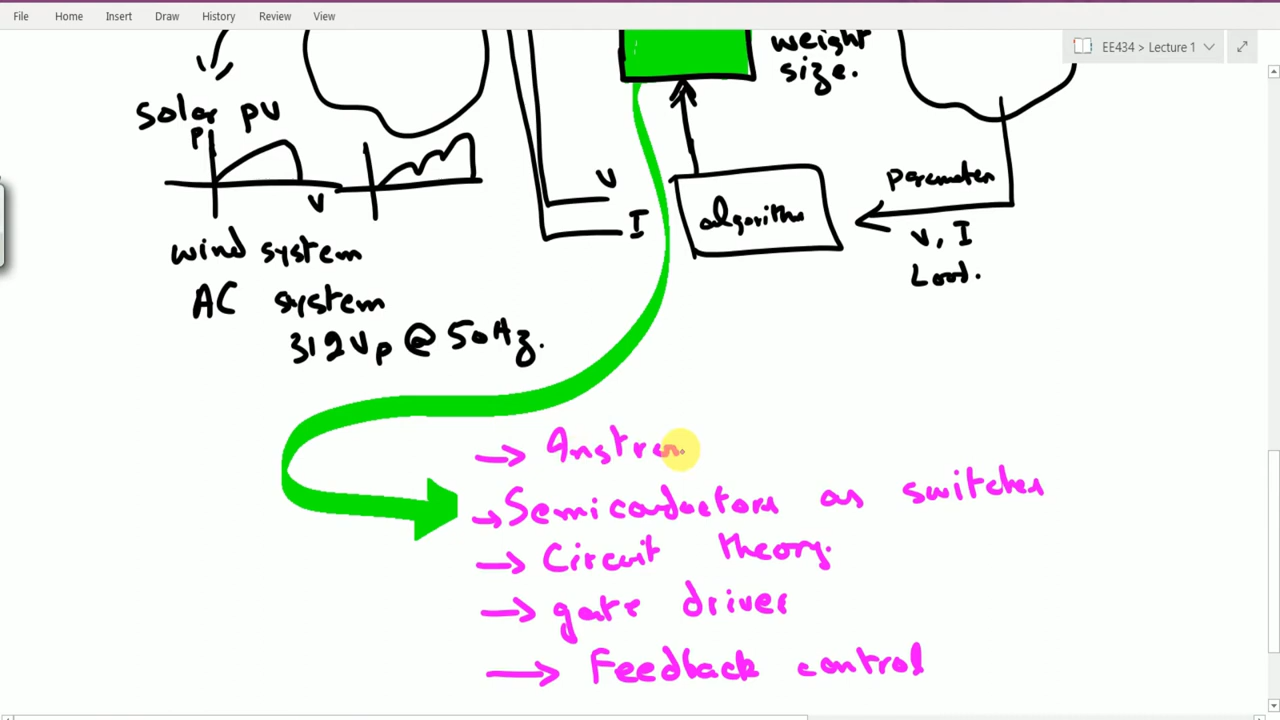 File Home Insert Draw History Review View
EE434 > Lecture 1
weight
size.
Solar PV
P
V
V
I
algorithm
parameter
V, I
Load.
wind system
AC system
312Vp @ 50Hz.
→ Instrum
→ Semiconductors as switches
→ Circuit theory.
→ gate driver
→ Feedback control